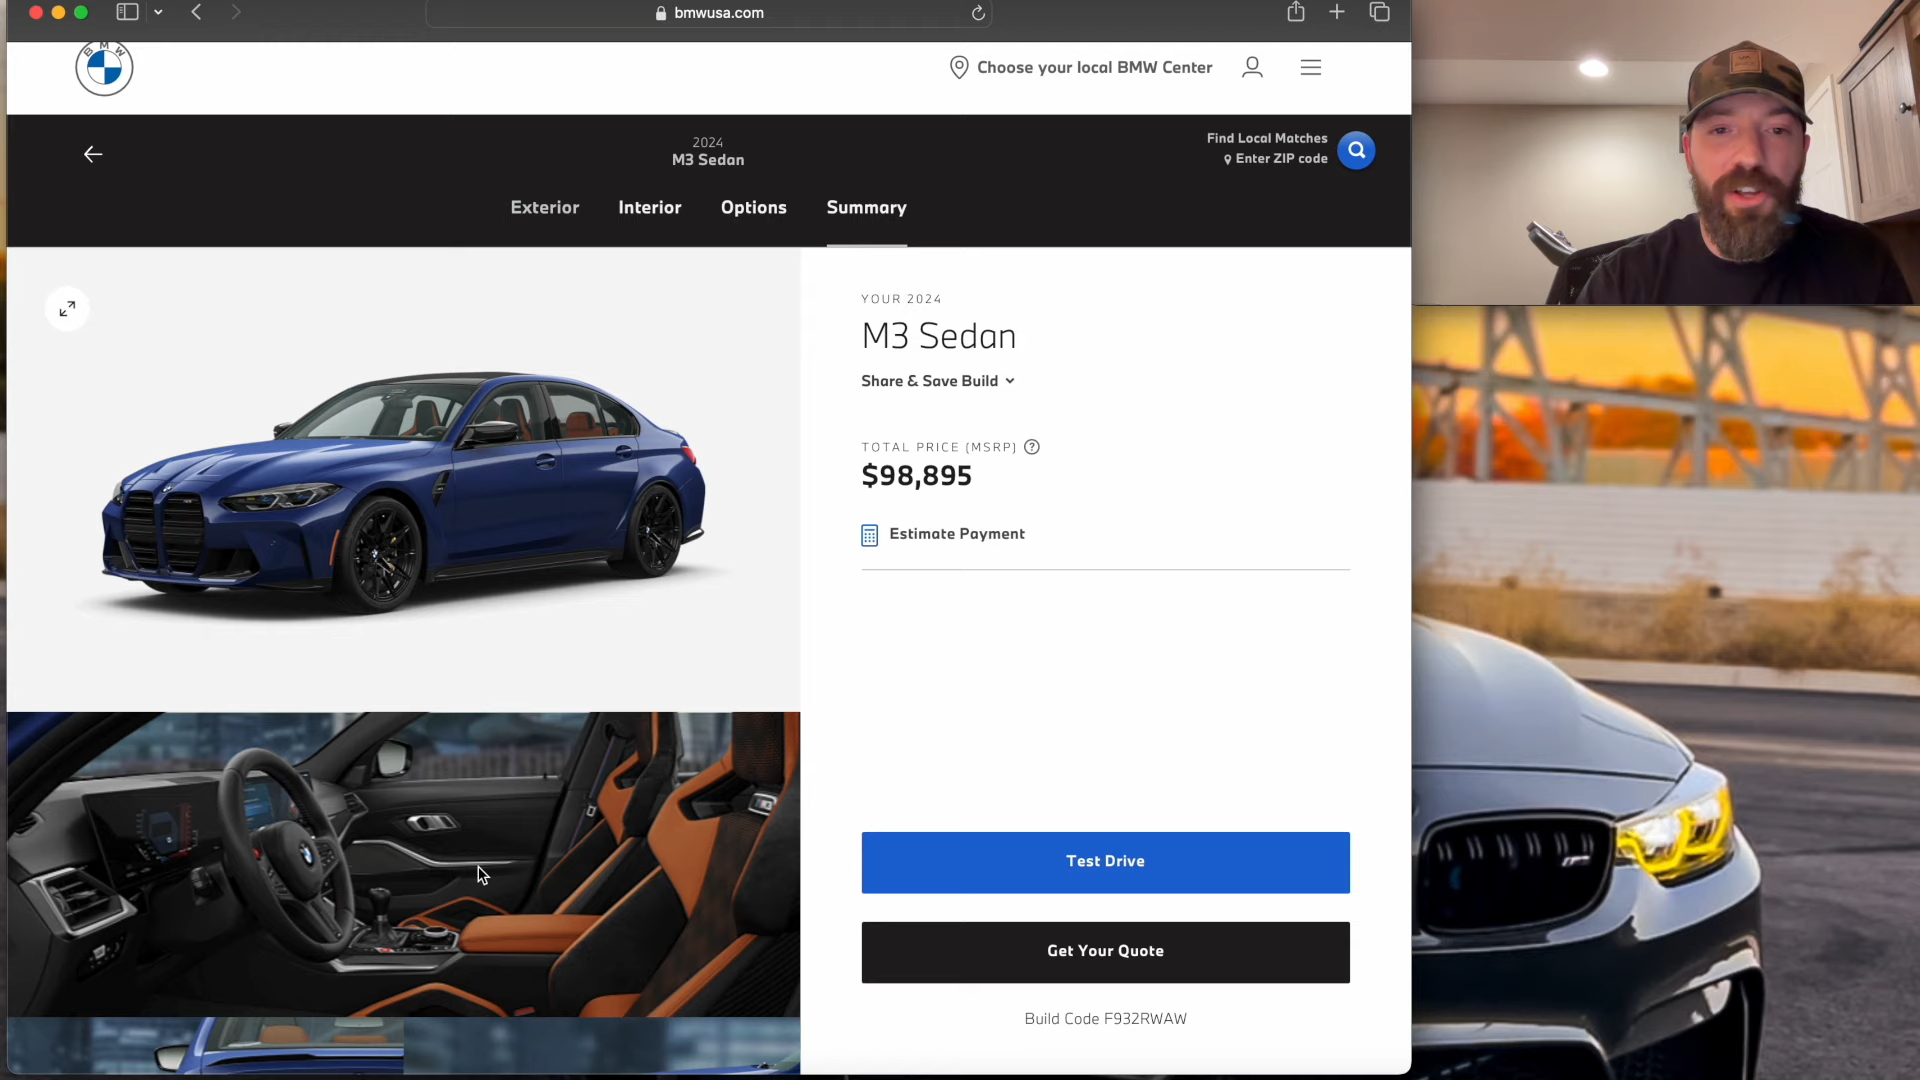 bmwusa.com
BMW
Choose your local BMW Center
2024
M3 Sedan
Find Local Matches
Enter ZIP code
Exterior
Interior
Options
Summary
YOUR 2024
M3 Sedan
Share & Save Build
TOTAL PRICE [MSRP] ?
$98,895
Estimate Payment
Test Drive
Get Your Quote
Build Code F932RWAW